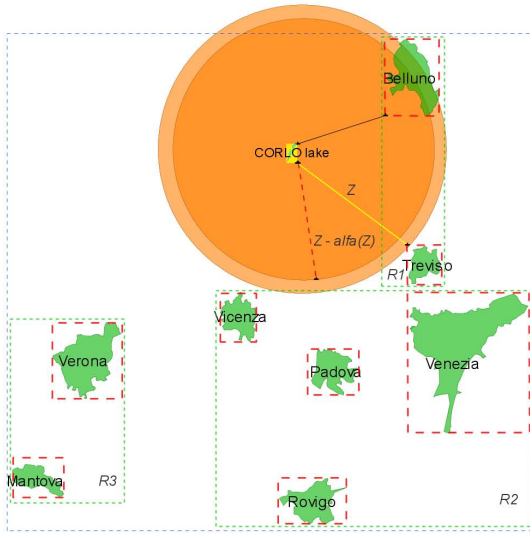 Belluno
CORLO lake
Z
Z - alfa(Z)
Treviso
R1
Vicenza
Verona
Padova
Venezia
Mantova
R3
Rovigo
R2